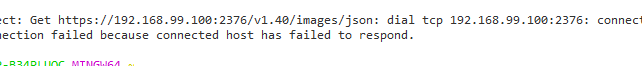 ect: Get https://192.168.99.100:2376/v1.40/images/json: dial tcp 192.168.99.100:2376: connect
nection failed because connected host has failed to respond.
MINGW64 ~